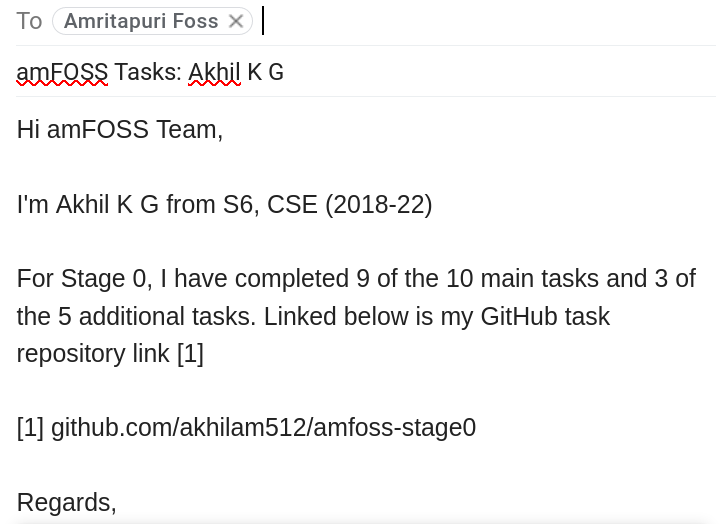 To Amritapuri Foss
amFOSS Tasks: Akhil K G
Hi amFOSS Team,
I'm Akhil K G from S6, CSE (2018-22)
For Stage 0, I have completed 9 of the 10 main tasks and 3 of
the 5 additional tasks. Linked below is my GitHub task
repository link [1]
[1] github.com/akhilam512/amfoss-stage0
Regards,